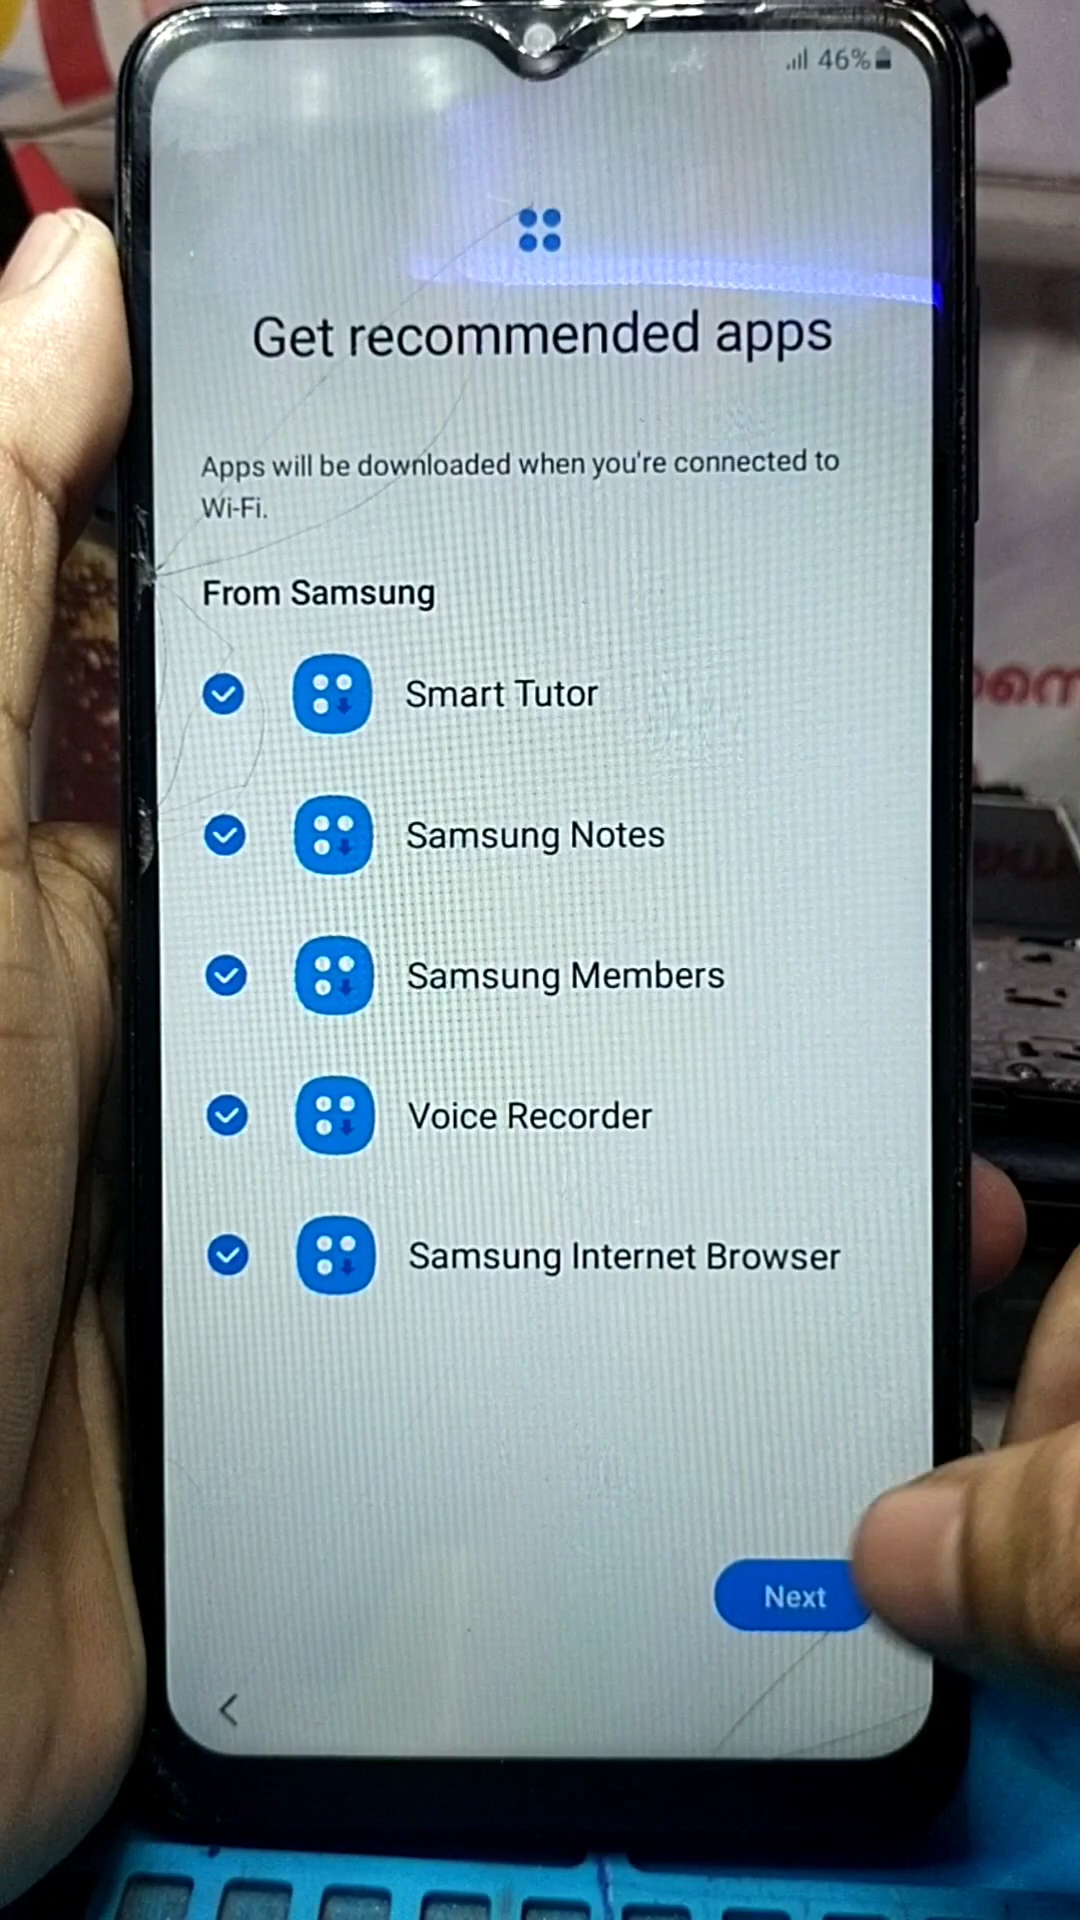 46%
Get recommended apps
Apps will be downloaded when you're connected to
Wi-Fi.
From Samsung
Smart Tutor
Samsung Notes
Samsung Members
Voice Recorder
Samsung Internet Browser
Next